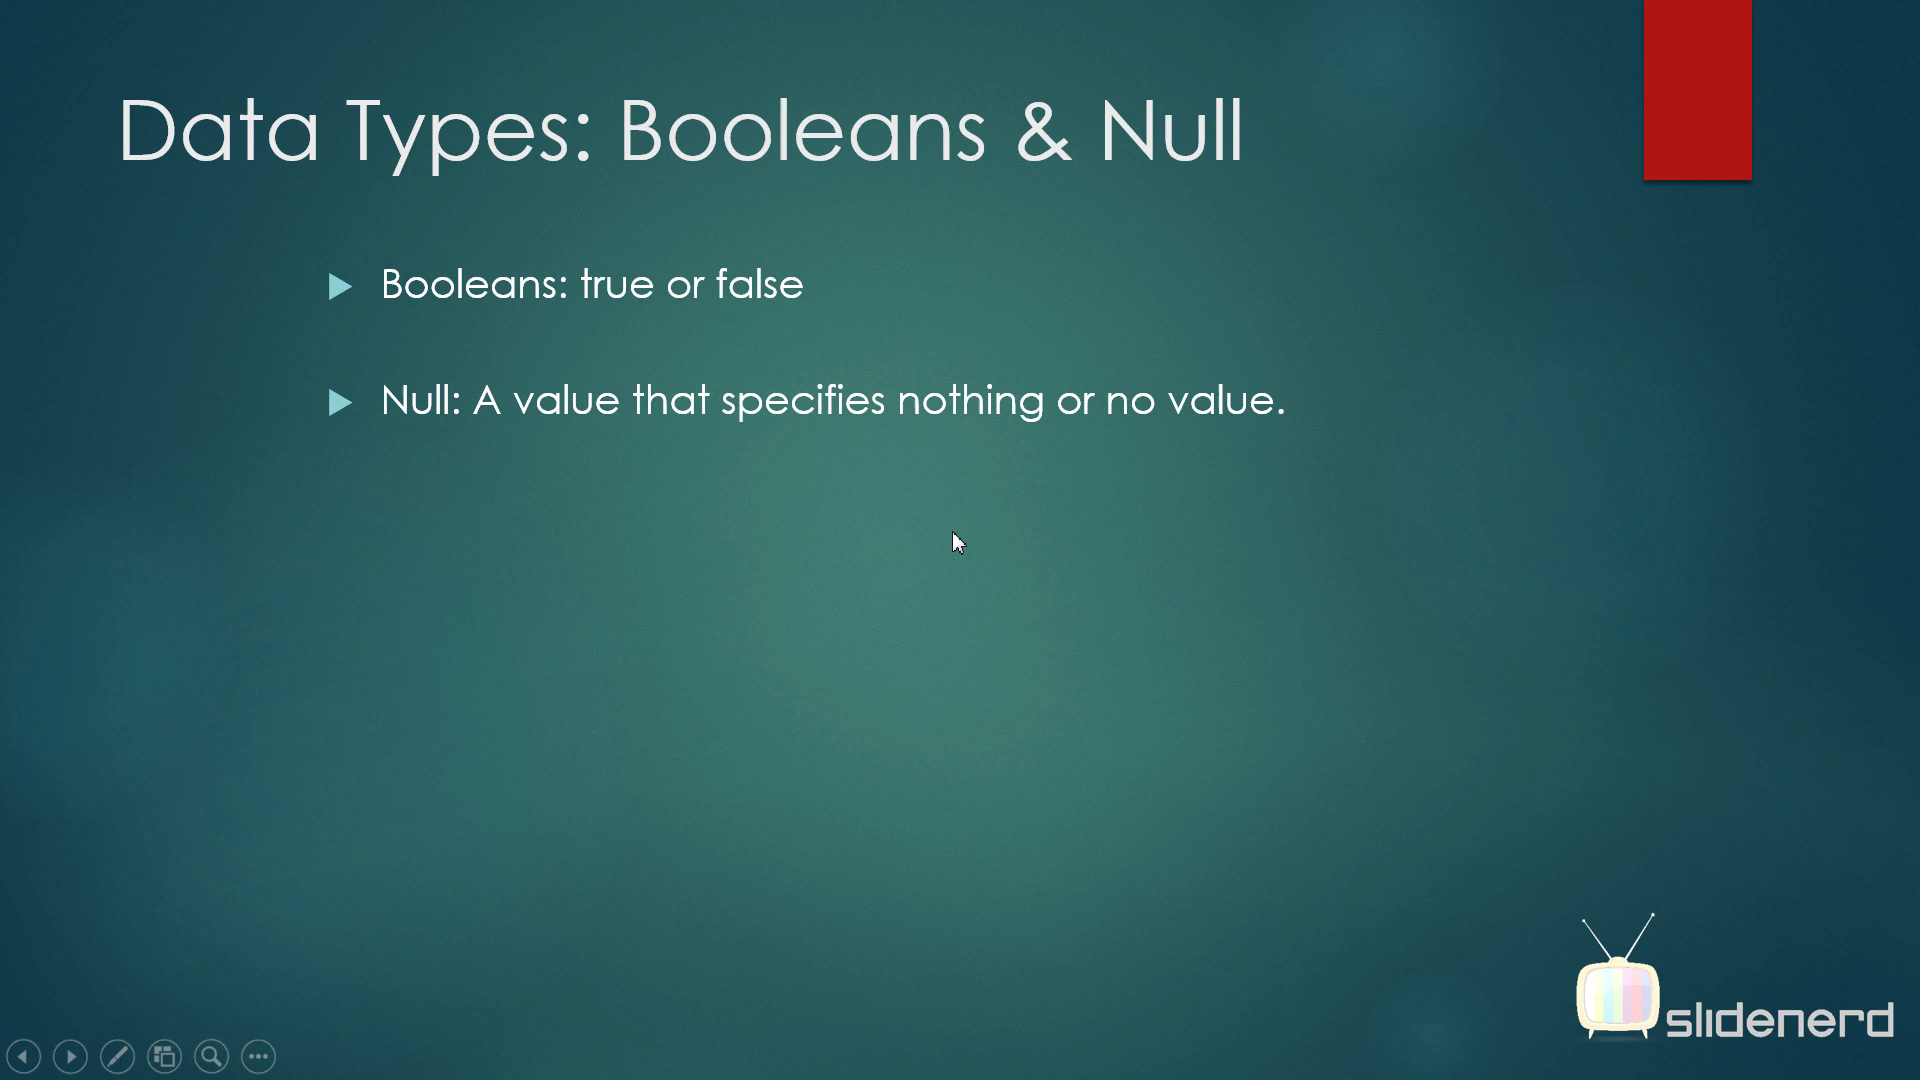 Data Types: Booleans & Null
Booleans: true or false
Null: A value that specifies nothing or no value.
slidenerd